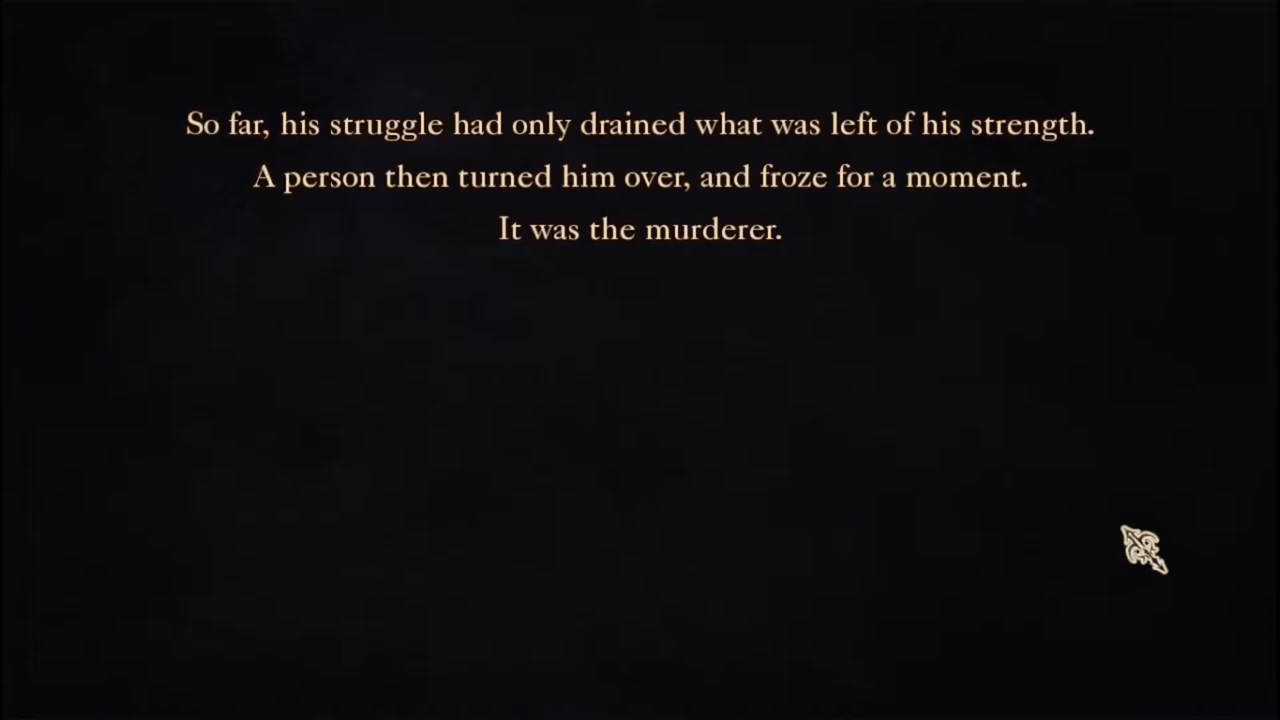 So far, his struggle had only drained what was left of his strength.
A person then turned him over, and froze for a moment.
It was the murderer.